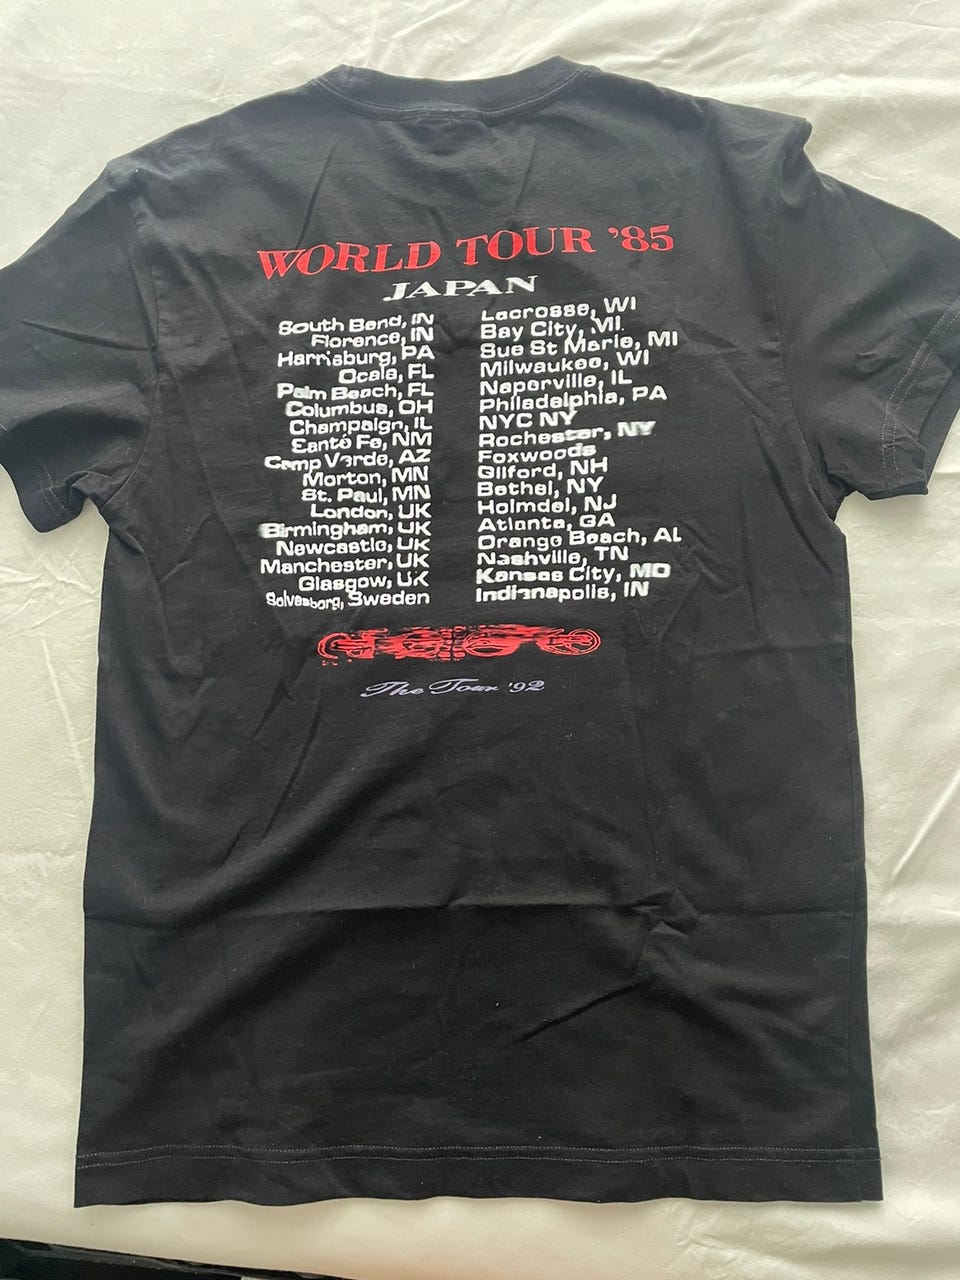 WORLD TOUR '85
JAPAN
South Bend, IN
Florence, IN
Harrisburg, PA
Ocala, FL
Palm Beach, FL
Columbus, OH
Champaign, IL
Santé Fe, NM
Camp Verde, AZ
Morton, MN
St. Paul, MN
London, UK
Birmingham, UK
Newcastle, UK
Manchester, UK
Glasgow, UK
Solvesborg, Sweden
Lacrosse, WI
Bay City, MI
Sue St Marie, MI
Milwaukee, WI
Naperville, IL
Philadelphia, PA
NYC NY
Rochester, NY
Foxwoods
Gilford, NH
Bethel, NY
Holmdel, NJ
Atlanta, GA
Orange Beach, AL
Nashville, TN
Kansas City, MO
Indianapolis, IN
The Tour '92